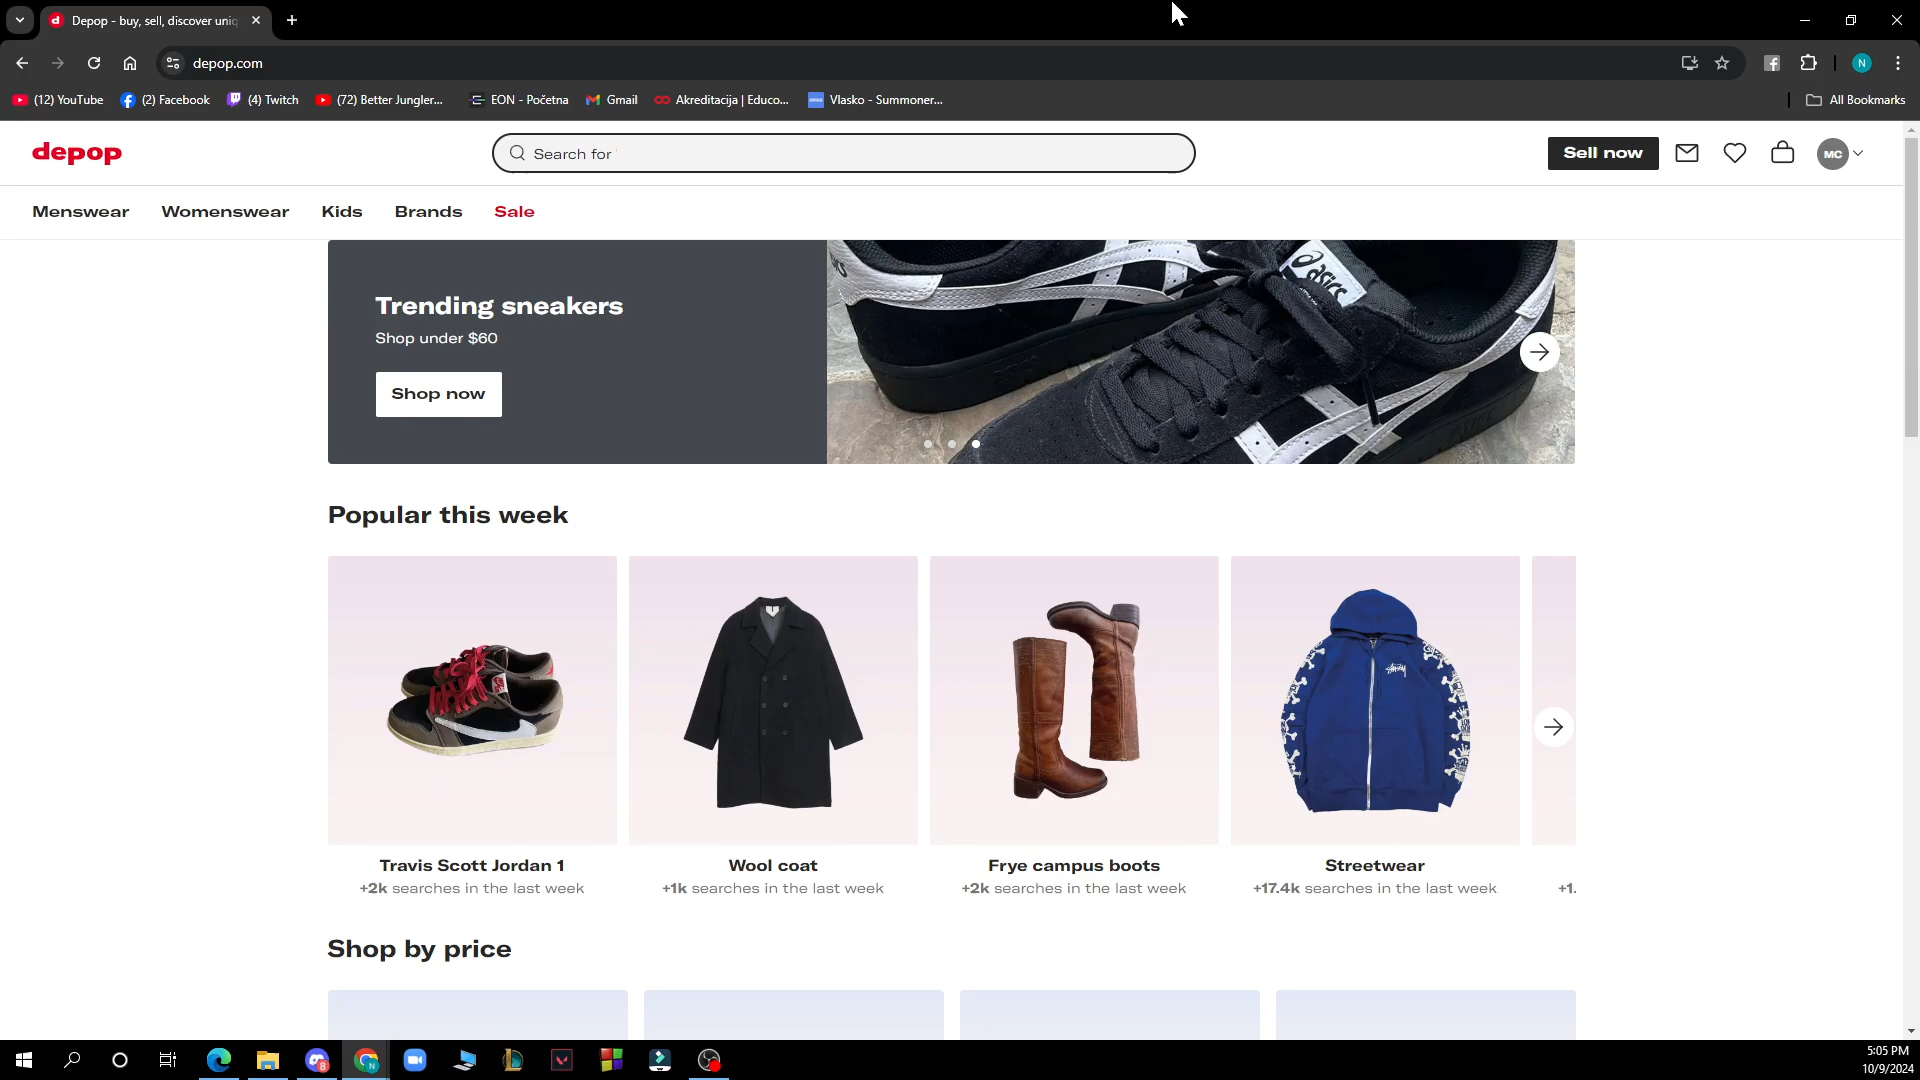 Depop - buy, sell, discover uniq
depop.com
(12) YouTube
(2) Facebook
(4) Twitch
(72) Better Jungler...
EON - Početna
Gmail
Akreditacija | Educo...
Vlasko - Summoner...
All Bookmarks
N
depop
Search for '
Sell now
MC
Menswear
Womenswear
Kids
Brands
Sale
Trending sneakers
Shop under $60
Shop now
asics
Popular this week
Travis Scott Jordan 1
+2k searches in the last week
Wool coat
+1k searches in the last week
Frye campus boots
+2k searches in the last week
Streetwear
+17.4k searches in the last week
+1.
Shop by price
5:05 PM
10/9/2024